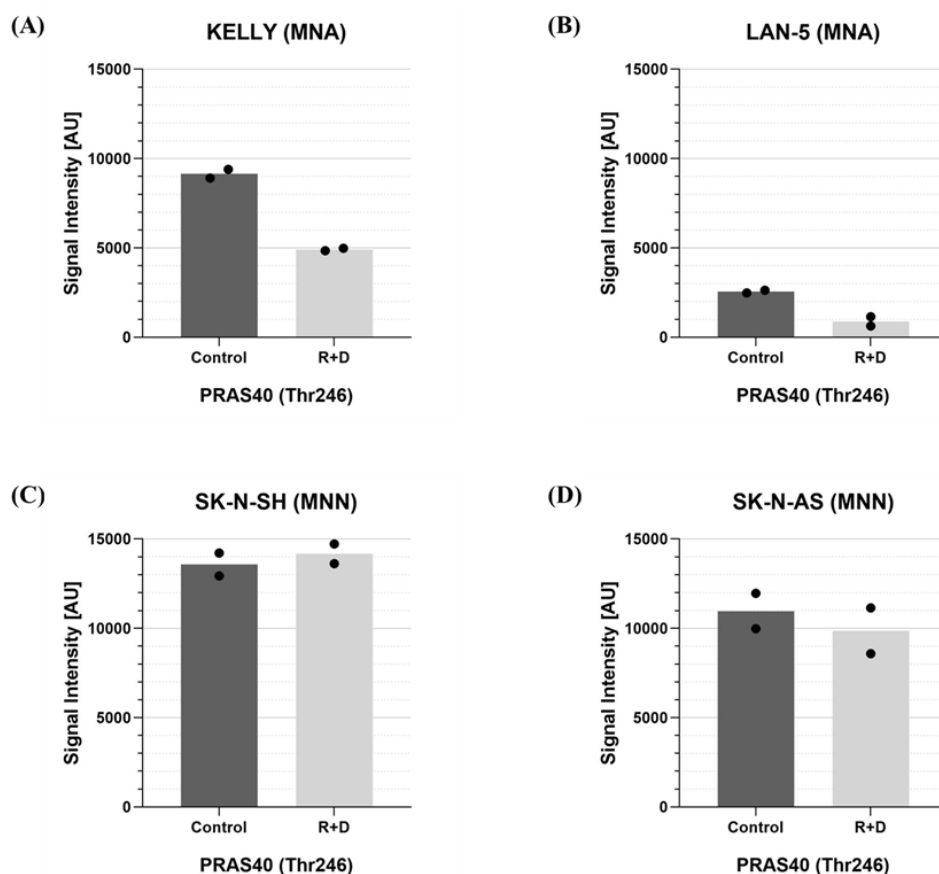 (A)
KELLY (MNA)
Signal Intensity [AU]
15000
10000
5000
0
Control R+D
PRAS40 (Thr246)
(B)
LAN-5 (MNA)
Signal Intensity [AU]
15000
10000
5000
0
Control R+D
PRAS40 (Thr246)
(C)
SK-N-SH (MNN)
Signal Intensity [AU]
15000
10000
5000
0
Control R+D
PRAS40 (Thr246)
(D)
SK-N-AS (MNN)
Signal Intensity [AU]
15000
10000
5000
0
Control R+D
PRAS40 (Thr246)